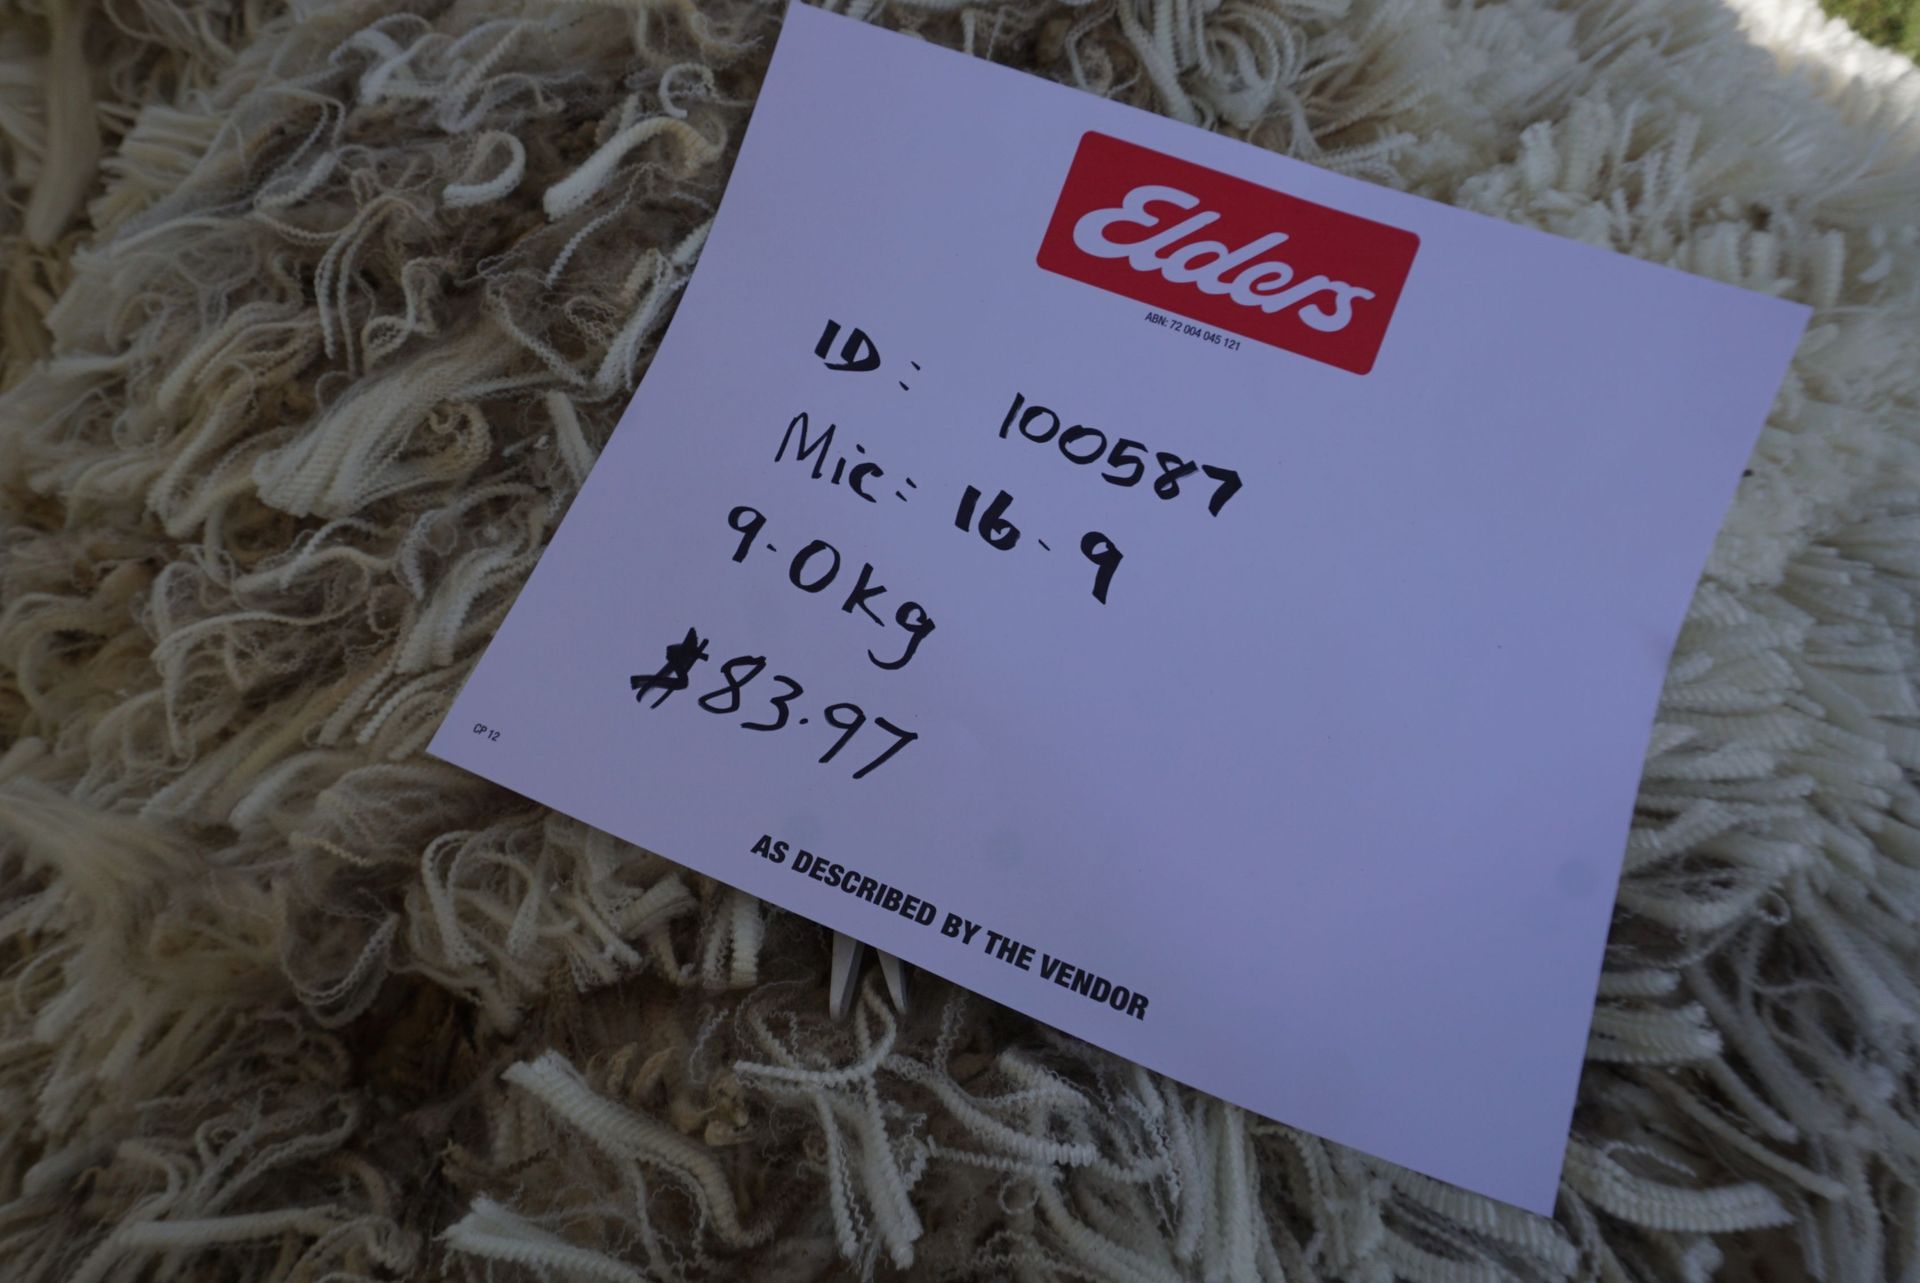 Elders
ABN: 72 004 045 121
ID: 100587
Mic: 16.9
9.0kg
$83.97
CP 12
AS DESCRIBED BY THE VENDOR